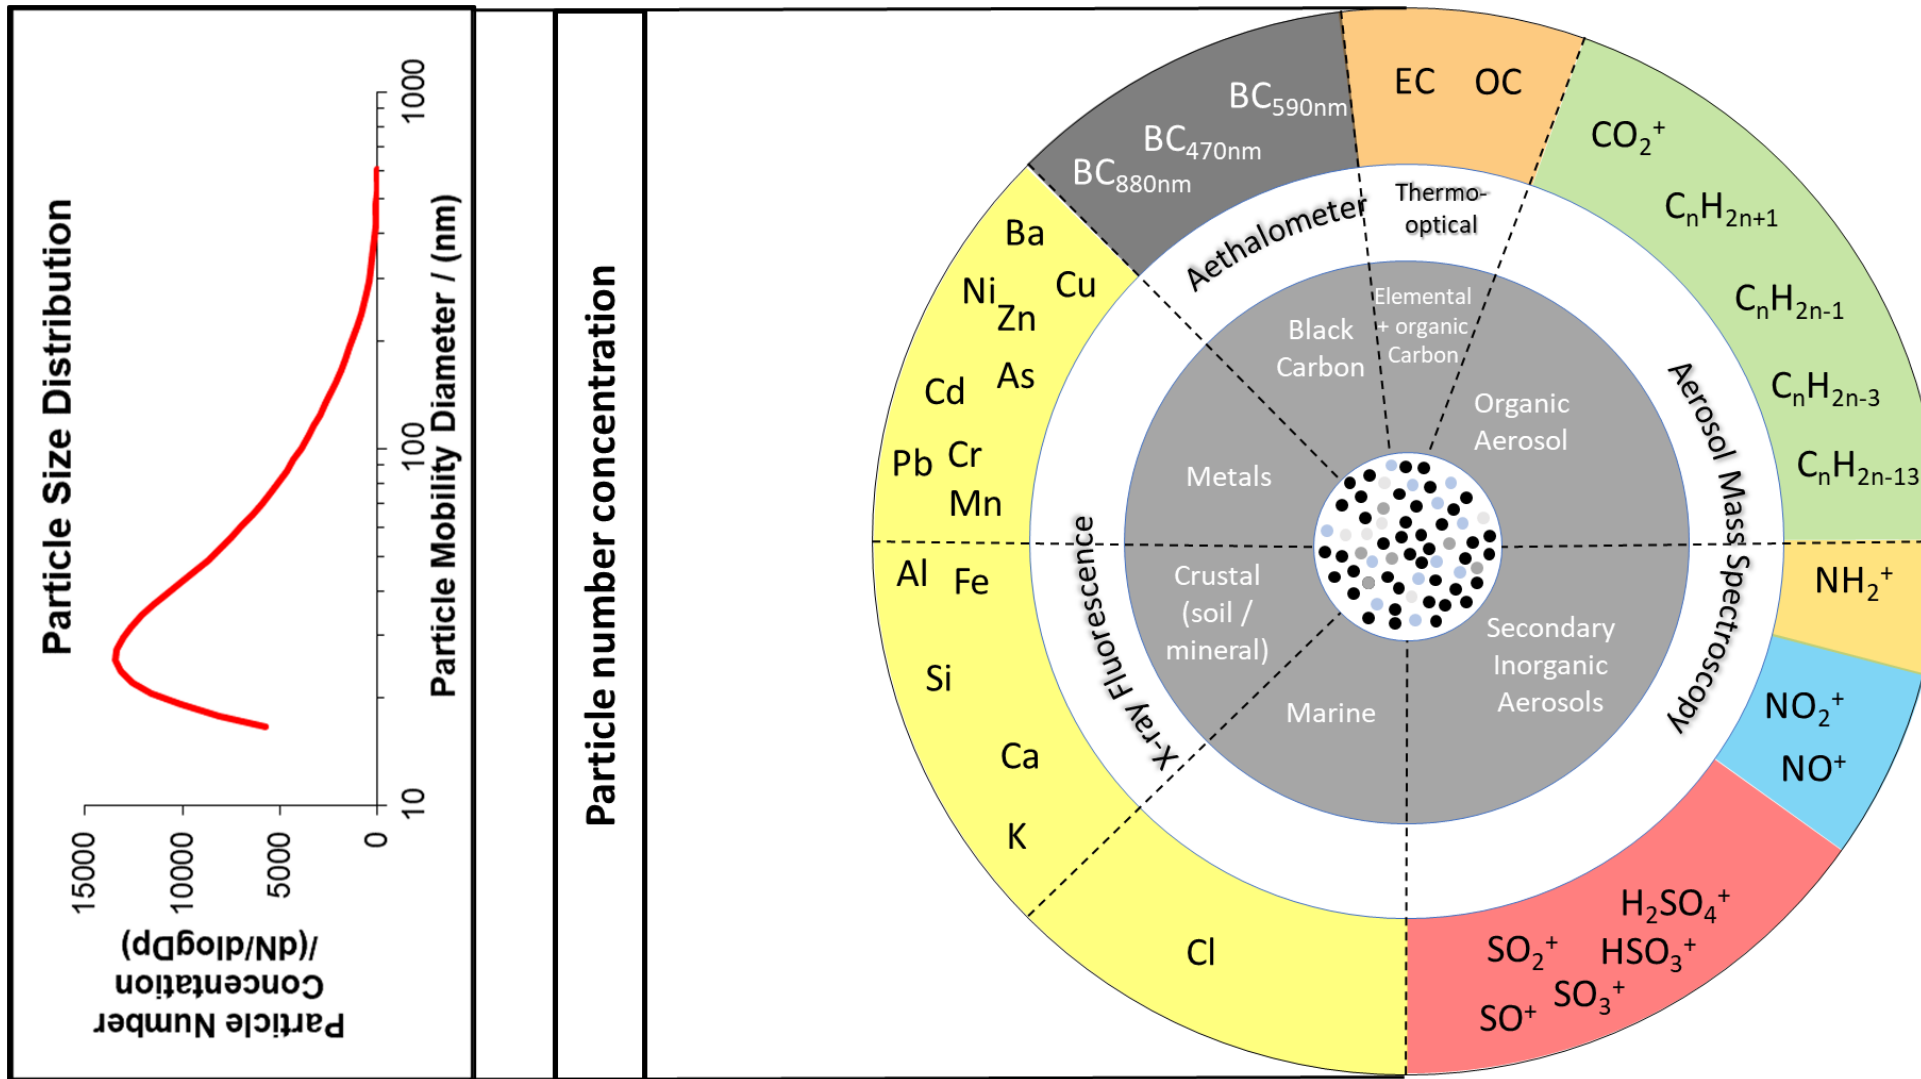 Particle Size Distribution
15000
10000
5000
0
10
100
1000
Particle Mobility Diameter / (nm)
Particle Number
Concentration
/(dN/dlogDp)
Particle number concentration
BC590nm
BC470nm
BC880nm
EC OC
CO2+
CnH2n+1
CnH2n-1
CnH2n-3
CnH2n-13
NH2+
NO2+
NO+
H2SO4+
SO2+ HSO3+
SO3+
SO+
Cl
Ba
Ni Cu
Zn
As
Cd
Pb Cr
Mn
Al Fe
Si
Ca
K
Aethalometer
Thermo-
optical
Aerosol Mass Spectroscopy
X-ray Fluorescence
Black
Carbon
Elemental
+ organic
Carbon
Organic
Aerosol
Metals
Crustal
(soil /
mineral)
Marine
Secondary
Inorganic
Aerosols